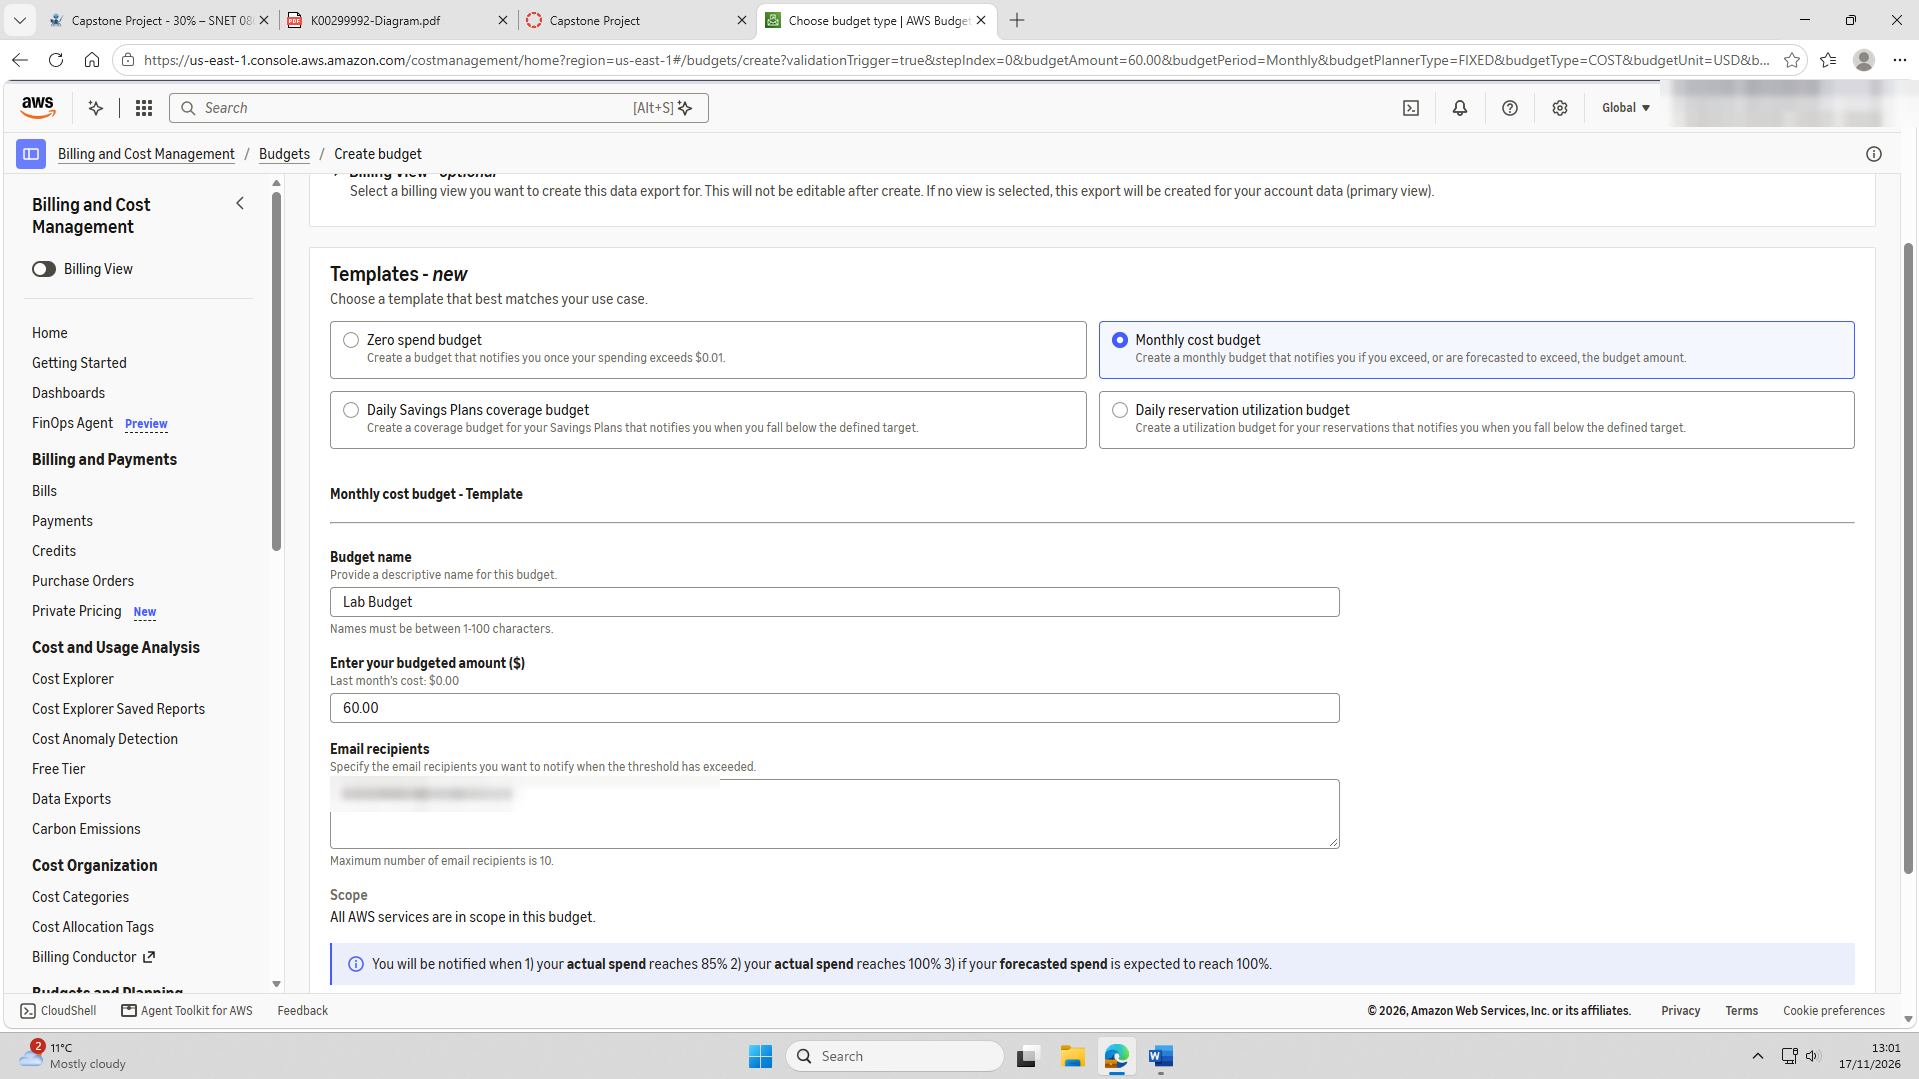 Capstone Project - 30% – SNET 08
K00299992-Diagram.pdf
Capstone Project
Choose budget type | AWS Budget
https://us-east-1.console.aws.amazon.com/costmanagement/home?region=us-east-1#/budgets/create?validationTrigger=true&stepIndex=0&budgetAmount=60.00&budgetPeriod=Monthly&budgetPlannerType=FIXED&budgetType=COST&budgetUnit=USD&b...
aws
Search
[Alt+S]
Global
Billing and Cost Management / Budgets / Create budget
Billing and Cost
Management
Billing View
Home
Getting Started
Dashboards
FinOps Agent Preview
Billing and Payments
Bills
Payments
Credits
Purchase Orders
Private Pricing New
Cost and Usage Analysis
Cost Explorer
Cost Explorer Saved Reports
Cost Anomaly Detection
Free Tier
Data Exports
Carbon Emissions
Cost Organization
Cost Categories
Cost Allocation Tags
Billing Conductor
Budgets and Planning
Billing View - optional
Select a billing view you want to create this data export for. This will not be editable after create. If no view is selected, this export will be created for your account data (primary view).
Templates - new
Choose a template that best matches your use case.
Zero spend budget
Create a budget that notifies you once your spending exceeds $0.01.
Monthly cost budget
Create a monthly budget that notifies you if you exceed, or are forecasted to exceed, the budget amount.
Daily Savings Plans coverage budget
Create a coverage budget for your Savings Plans that notifies you when you fall below the defined target.
Daily reservation utilization budget
Create a utilization budget for your reservations that notifies you when you fall below the defined target.
Monthly cost budget - Template
Budget name
Provide a descriptive name for this budget.
Lab Budget
Names must be between 1-100 characters.
Enter your budgeted amount ($)
Last month's cost: $0.00
60.00
Email recipients
Specify the email recipients you want to notify when the threshold has exceeded.
Maximum number of email recipients is 10.
Scope
All AWS services are in scope in this budget.
You will be notified when 1) your actual spend reaches 85% 2) your actual spend reaches 100% 3) if your forecasted spend is expected to reach 100%.
CloudShell
Agent Toolkit for AWS
Feedback
© 2026, Amazon Web Services, Inc. or its affiliates.
Privacy
Terms
Cookie preferences
2
11°C
Mostly cloudy
Search
13:01
17/11/2026